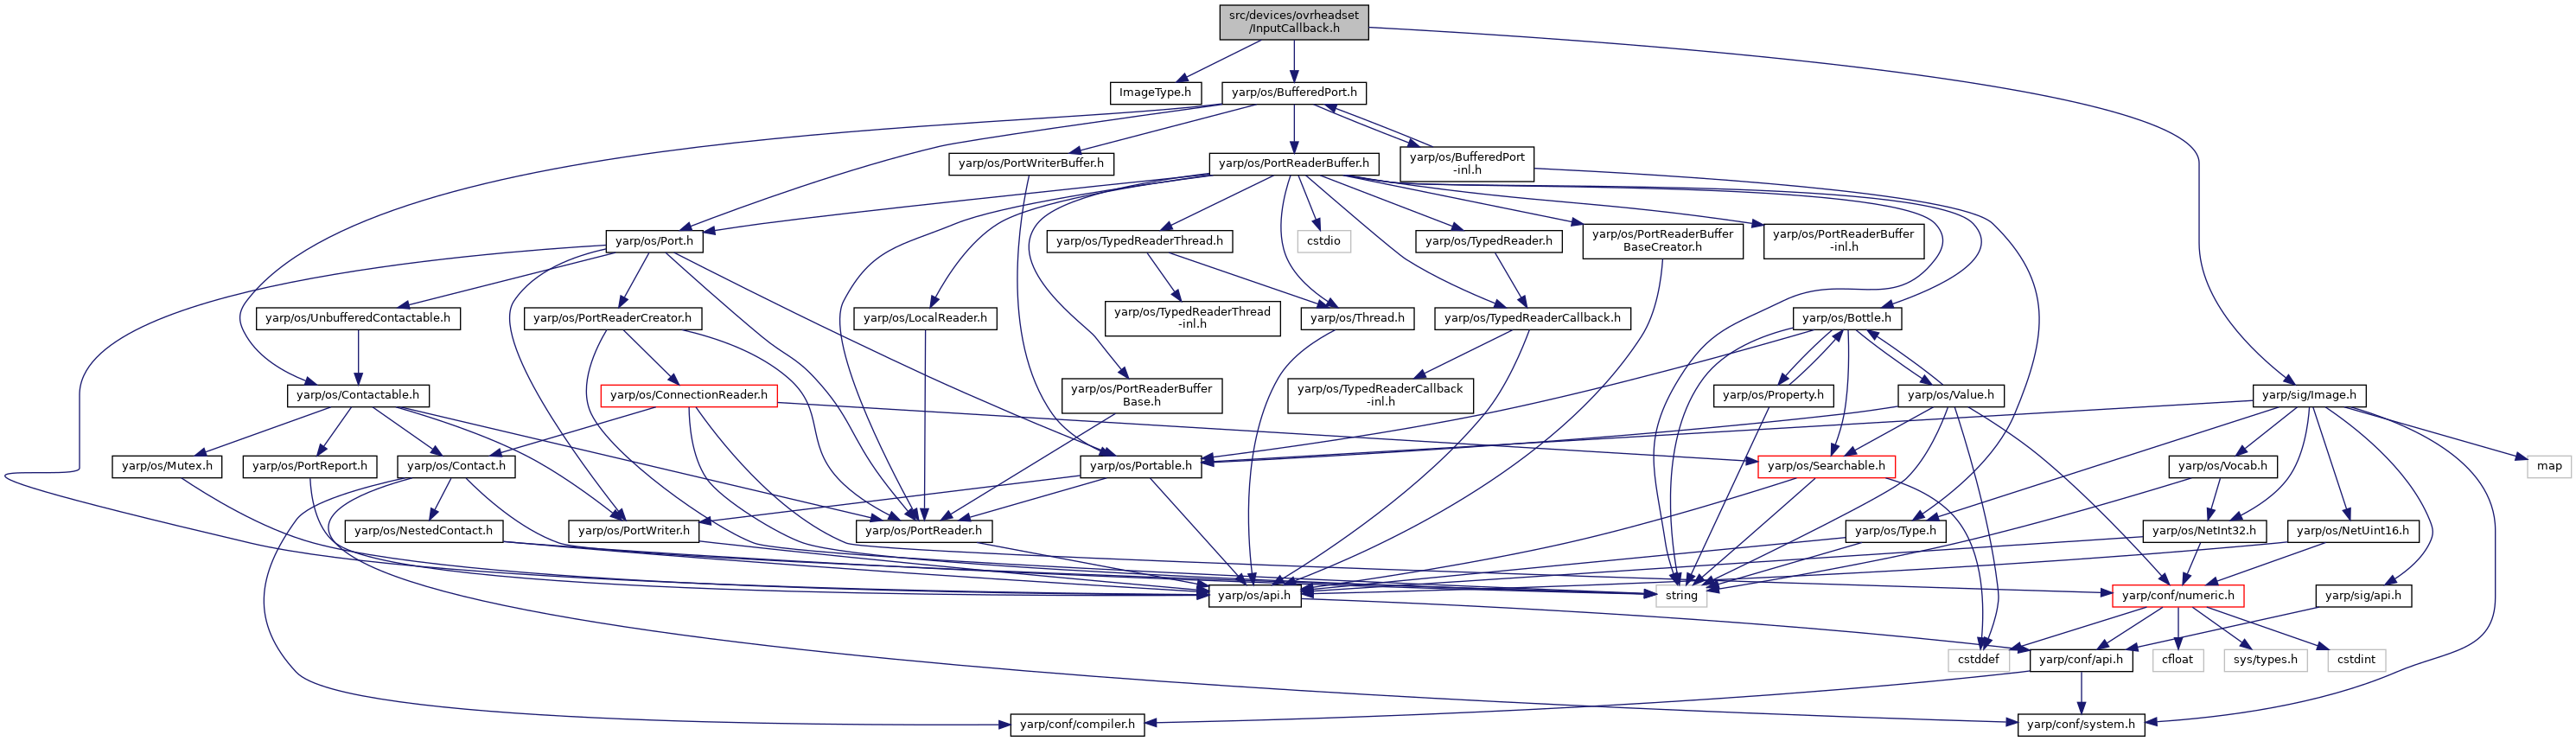 src/devices/ovrheadset
/InputCallback.h
ImageType.h
yarp/os/BufferedPort.h
yarp/os/PortWriterBuffer.h
yarp/os/PortReaderBuffer.h
yarp/os/BufferedPort
-inl.h
yarp/os/Port.h
yarp/os/TypedReaderThread.h
cstdio
yarp/os/TypedReader.h
yarp/os/PortReaderBuffer
BaseCreator.h
yarp/os/PortReaderBuffer
-inl.h
yarp/os/UnbufferedContactable.h
yarp/os/PortReaderCreator.h
yarp/os/LocalReader.h
yarp/os/TypedReaderThread
-inl.h
yarp/os/Thread.h
yarp/os/TypedReaderCallback.h
yarp/os/Bottle.h
yarp/os/Contactable.h
yarp/os/ConnectionReader.h
yarp/os/PortReaderBuffer
Base.h
yarp/os/TypedReaderCallback
-inl.h
yarp/os/Property.h
yarp/os/Value.h
yarp/sig/Image.h
yarp/os/Mutex.h
yarp/os/PortReport.h
yarp/os/Contact.h
yarp/os/Portable.h
yarp/os/Searchable.h
yarp/os/Vocab.h
map
yarp/os/NestedContact.h
yarp/os/PortWriter.h
yarp/os/PortReader.h
yarp/os/Type.h
yarp/os/NetInt32.h
yarp/os/NetUint16.h
yarp/os/api.h
string
yarp/conf/numeric.h
yarp/sig/api.h
cstddef
yarp/conf/api.h
cfloat
sys/types.h
cstdint
yarp/conf/compiler.h
yarp/conf/system.h